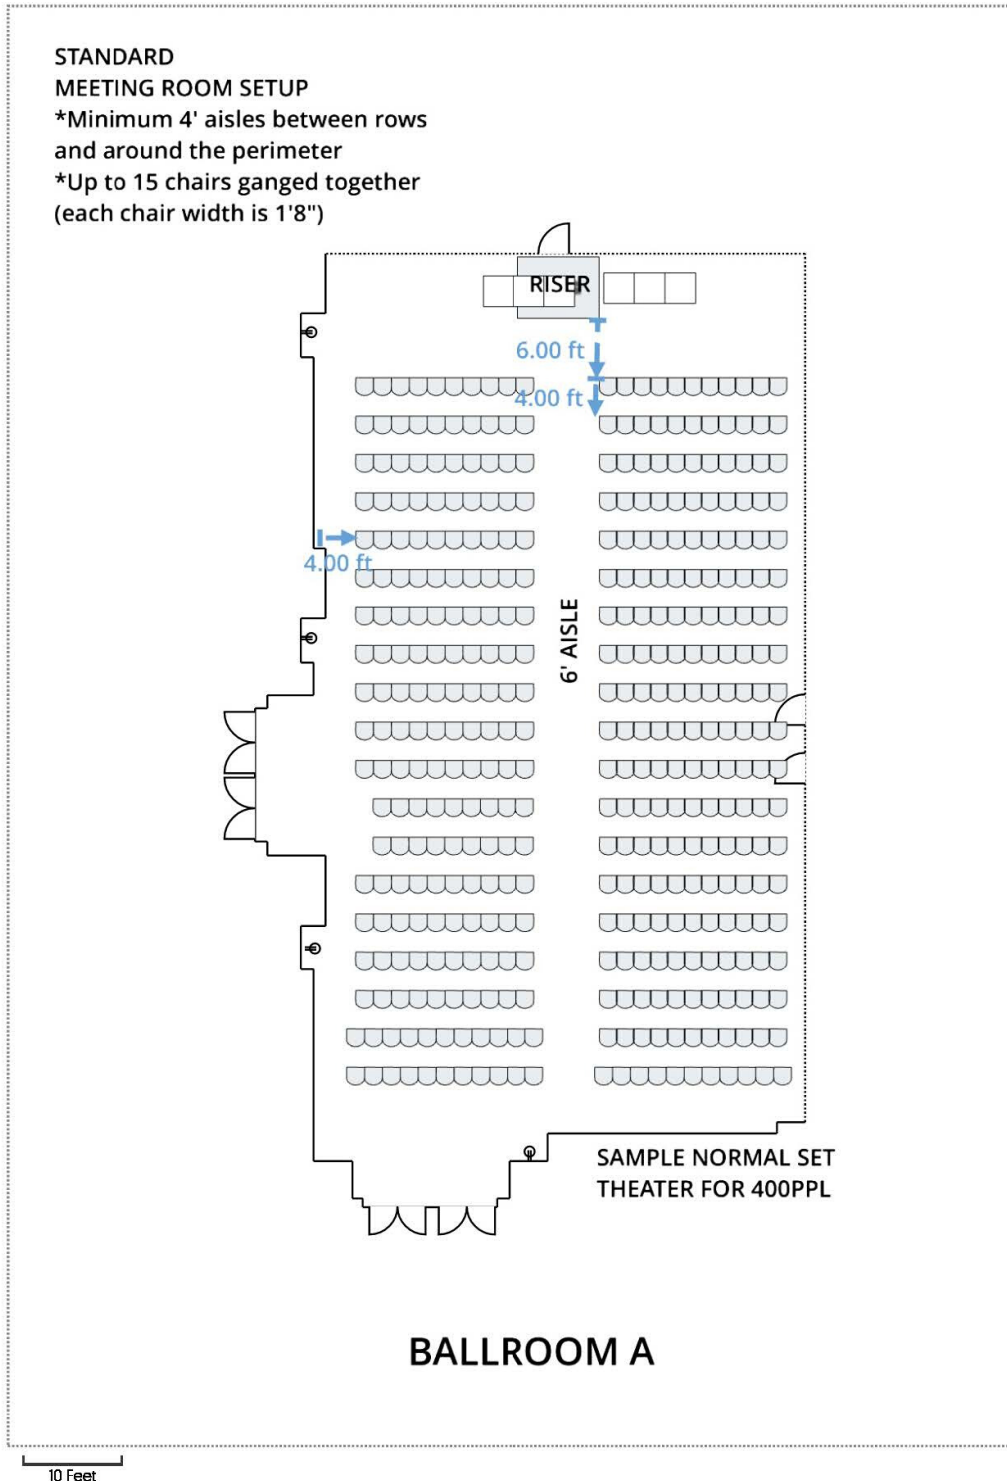 STANDARD
MEETING ROOM SETUP
*Minimum 4' aisles between rows
and around the perimeter
*Up to 15 chairs ganged together
(each chair width is 1'8")
RISER
6.00 ft
4.00 ft
4.00 ft
6' AISLE
SAMPLE NORMAL SET
THEATER FOR 400PPL
BALLROOM A
10 Feet